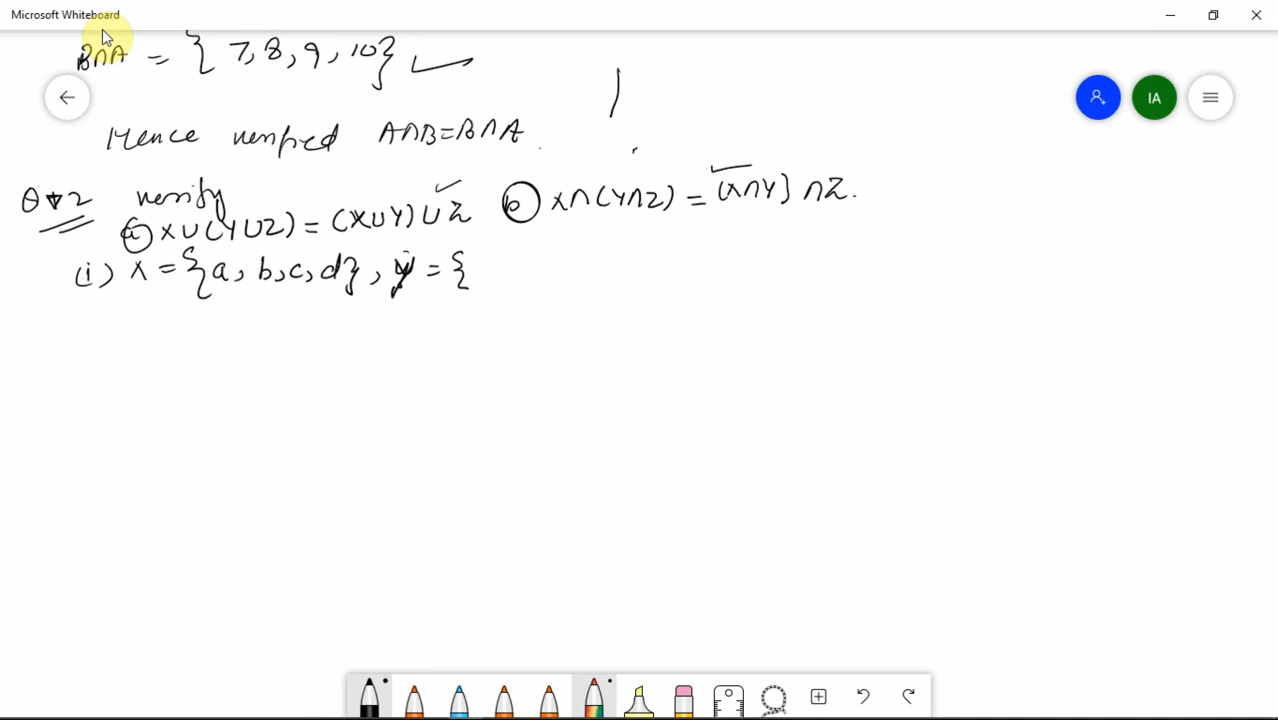 Microsoft Whiteboard
B∩A = { 7, 8, 9, 10}
IA
Hence verified A∩B=B∩A.
Q 2 verify
(a) X∪(Y∪Z) = (X∪Y)∪Z (b) X∩(Y∩Z) = (X∩Y)∩Z.
(i) X = {a, b, c, d}, y = {